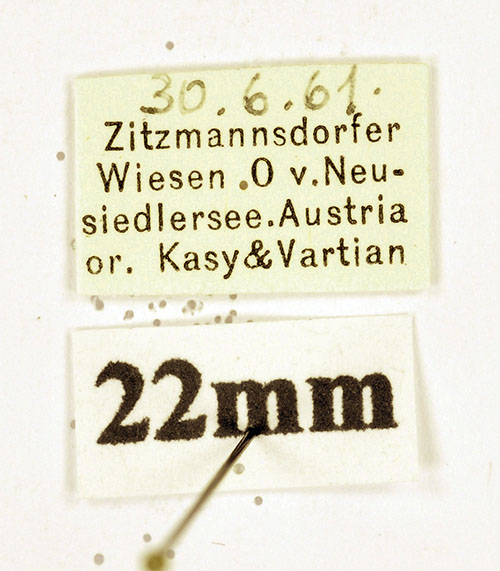 30.6.61.
Zitzmannsdorfer
Wiesen .O v.Neu-
siedlersee.Austria
or. Kasy&Vartian
22mm